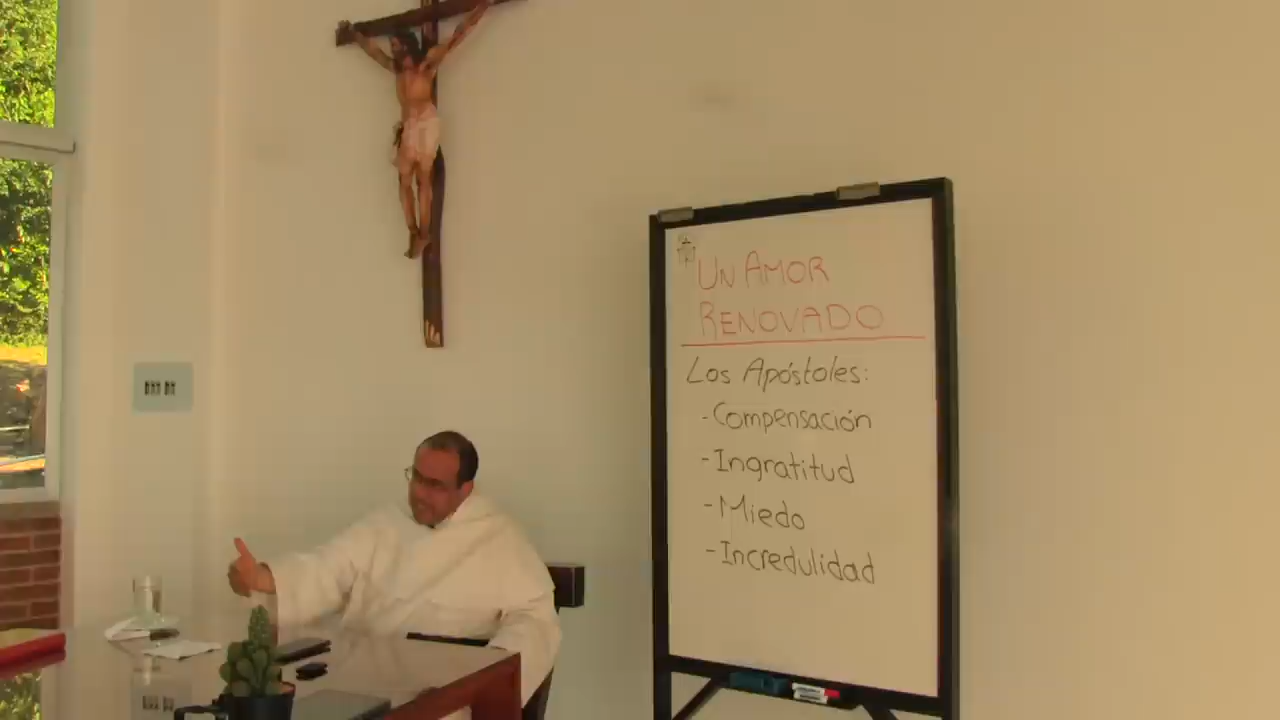 UN AMOR
RENOVADO
Los Apóstoles:
-Compensación
-Ingratitud
-Miedo
-Incredulidad